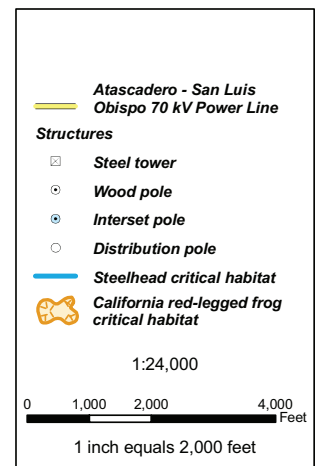 Atascadero - San Luis
Obispo 70 kV Power Line
Structures
Steel tower
Wood pole
Interset pole
Distribution pole
Steelhead critical habitat
California red-legged frog
critical habitat
1:24,000
0 1,000 2,000 4,000
Feet
1 inch equals 2,000 feet